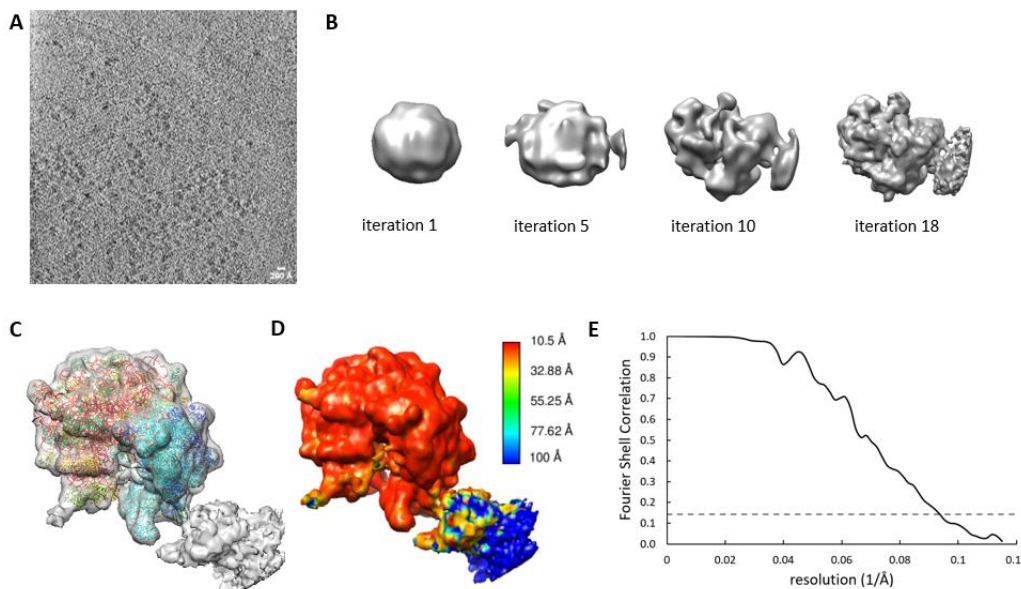 A
200 Å
B
iteration 1
iteration 5
iteration 10
iteration 18
C
D
10.5 Å
32.88 Å
55.25 Å
77.62 Å
100 Å
E
Fourier Shell Correlation
1.0
0.9
0.8
0.7
0.6
0.5
0.4
0.3
0.2
0.1
0.0
0 0.02 0.04 0.06 0.08 0.1 0.1
resolution (1/Å)